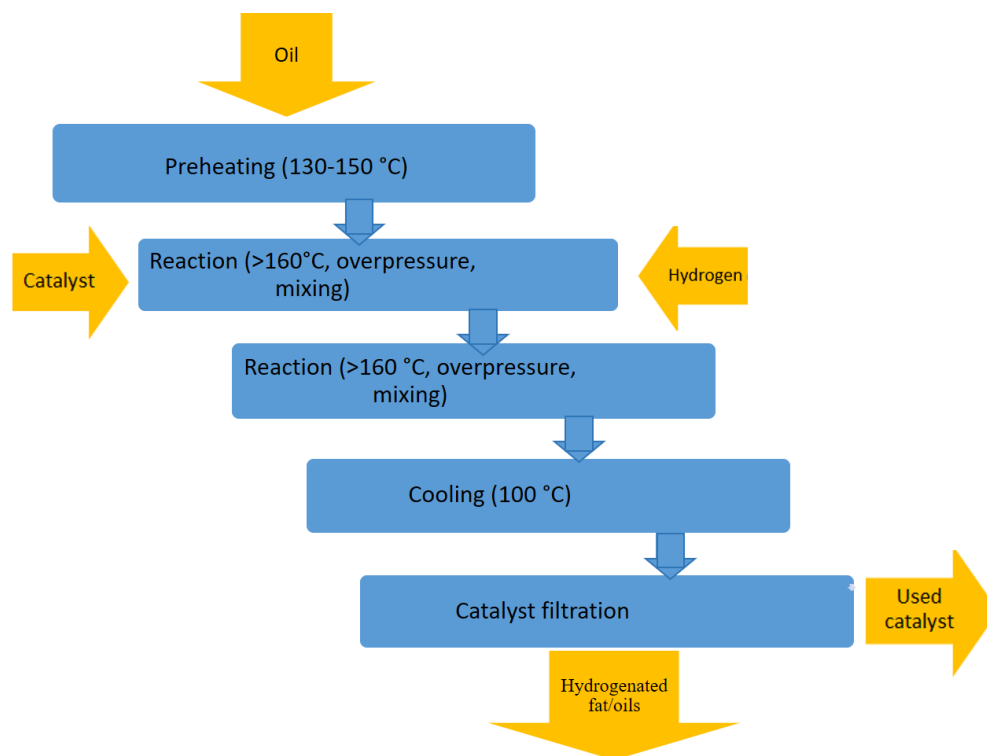 Oil
Preheating (130-150 °C)
Reaction (>160°C, overpressure,
mixing)
Catalyst
Hydrogen
Reaction (>160 °C, overpressure,
mixing)
Cooling (100 °C)
Catalyst filtration
Used
catalyst
Hydrogenated
fat/oils